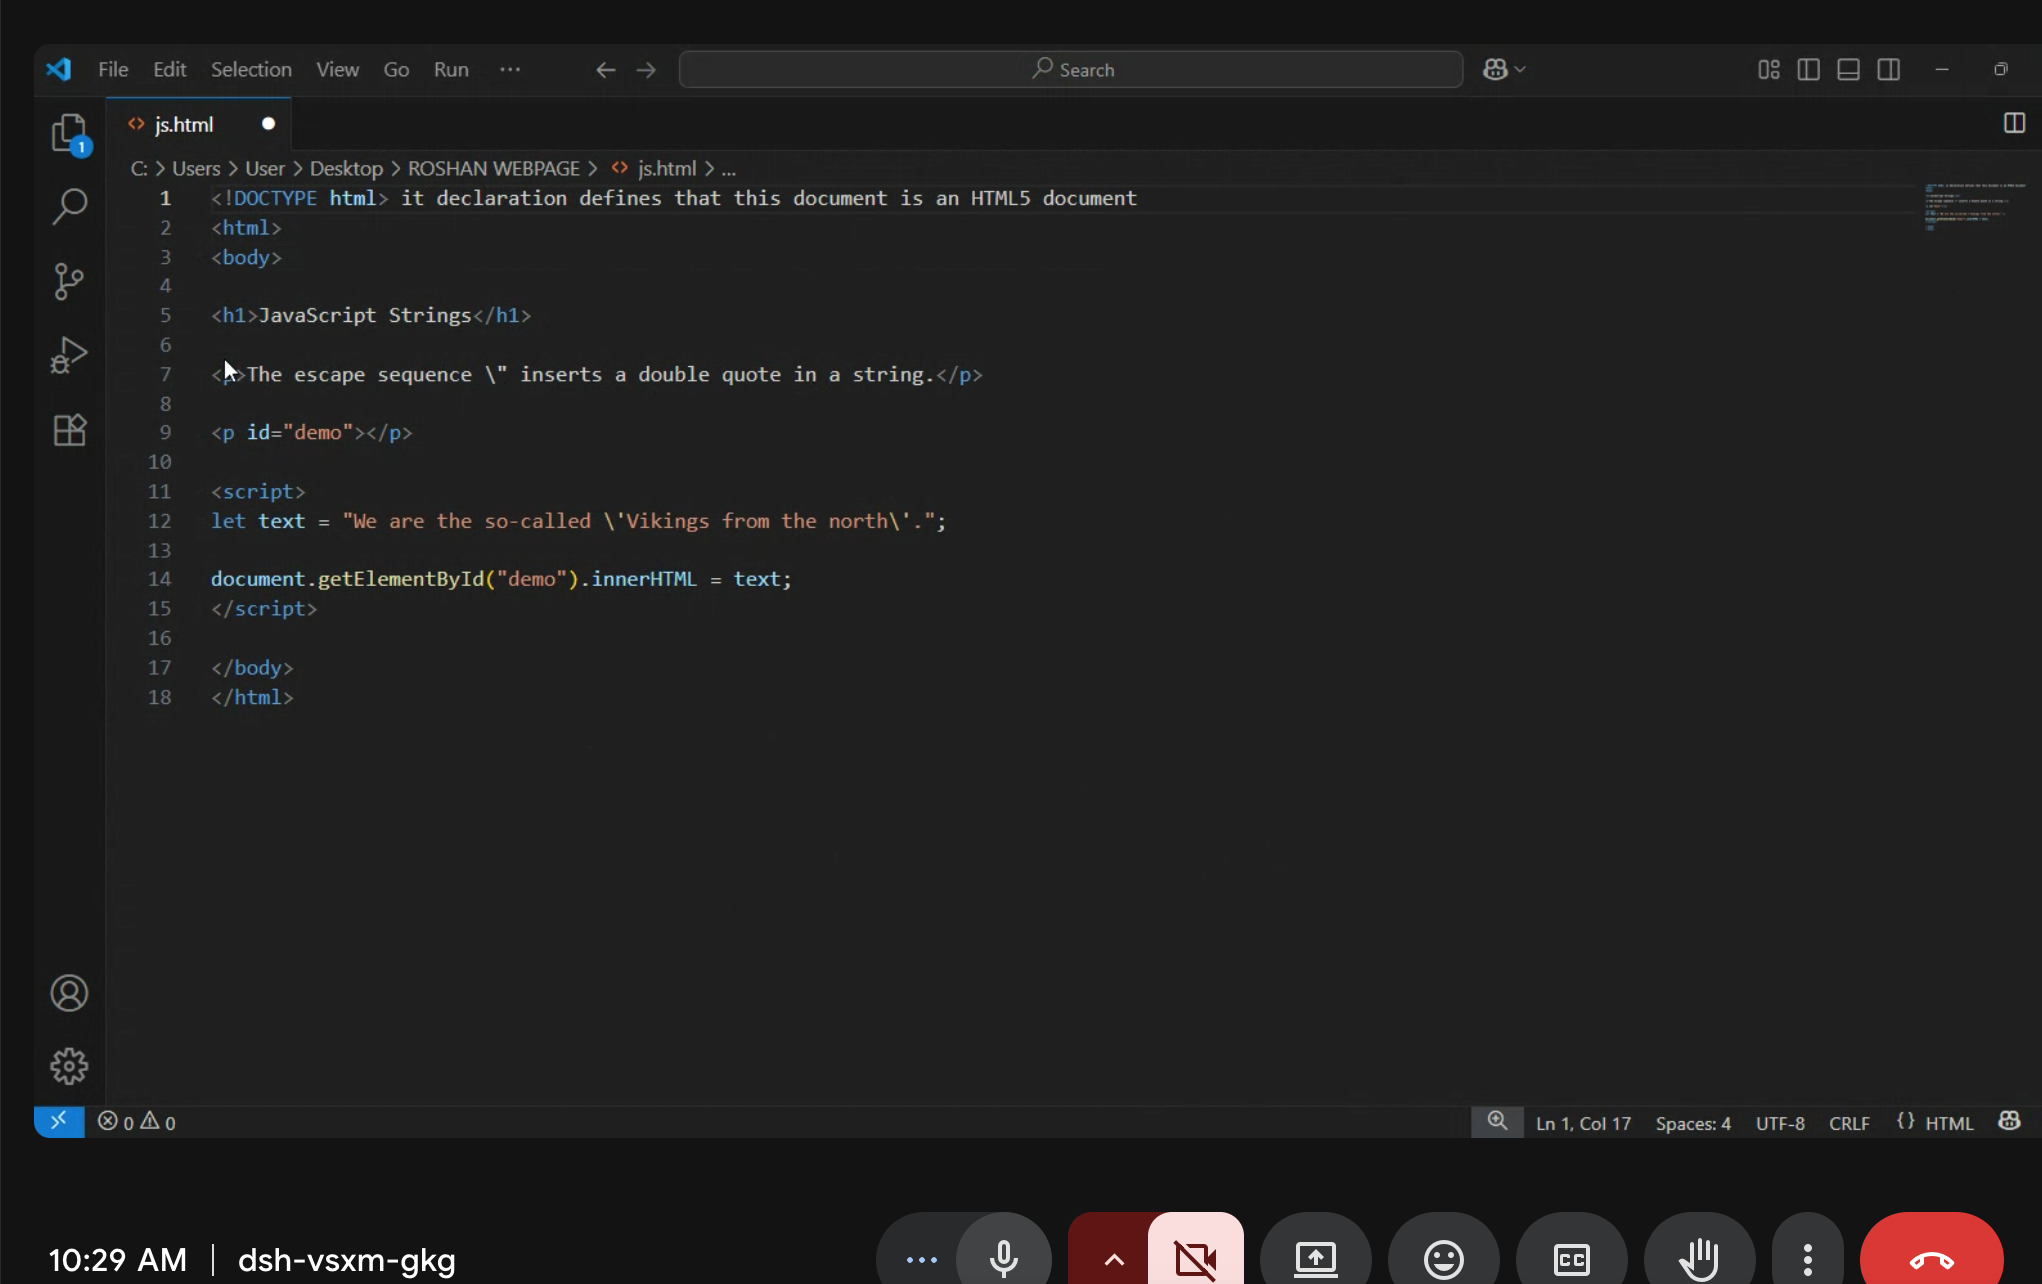 File Edit Selection View Go Run ... Search
js.html
C: > Users > User > Desktop > ROSHAN WEBPAGE > <> js.html > ...
1 <!DOCTYPE html> it declaration defines that this document is an HTML5 document
2 <html>
3 <body>
4
5 <h1>JavaScript Strings</h1>
6
7 <p>The escape sequence \" inserts a double quote in a string.</p>
8
9 <p id="demo"></p>
10
11 <script>
12 let text = "We are the so-called \'Vikings from the north\'.";
13
14 document.getElementById("demo").innerHTML = text;
15 </script>
16
17 </body>
18 </html>
1
0 0 Ln 1, Col 17 Spaces: 4 UTF-8 CRLF {} HTML
10:29 AM | dsh-vsxm-gkg CC